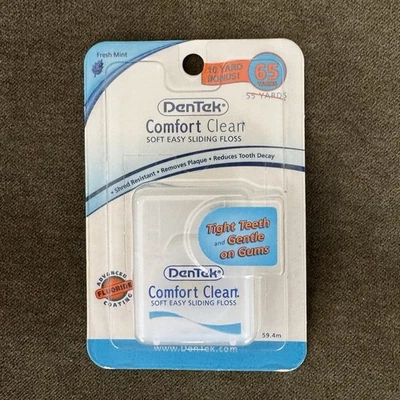 Fresh Mint
10 YARD
BONUS!
65
YARDS
55 YARDS
DenTek®
Comfort Clean
SOFT EASY SLIDING FLOSS
• Shred Resistant • Removes Plaque • Reduces Tooth Decay
Tight Teeth
and Gentle
on Gums
DenTek®
Comfort Clean
SOFT EASY SLIDING FLOSS
ADVANCED
FLUORIDE
COATING
59.4m
www.DenTek.com